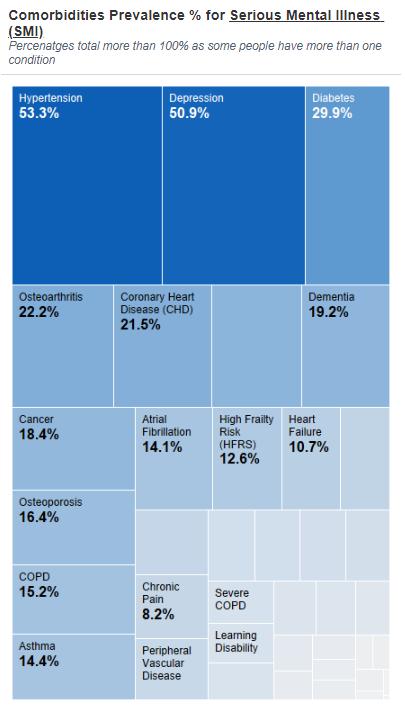 Comorbidities Prevalence % for Serious Mental Illness
(SMI)
Percenatges total more than 100% as some people have more than one
condition
Hypertension
53.3%
Depression
50.9%
Diabetes
29.9%
Osteoarthritis
22.2%
Coronary Heart
Disease (CHD)
21.5%
Dementia
19.2%
Cancer
18.4%
Atrial
Fibrillation
14.1%
High Frailty
Risk
(HFRS)
12.6%
Heart
Failure
10.7%
Osteoporosis
16.4%
COPD
15.2%
Chronic
Pain
8.2%
Severe
COPD
Learning
Disability
Asthma
14.4%
Peripheral
Vascular
Disease